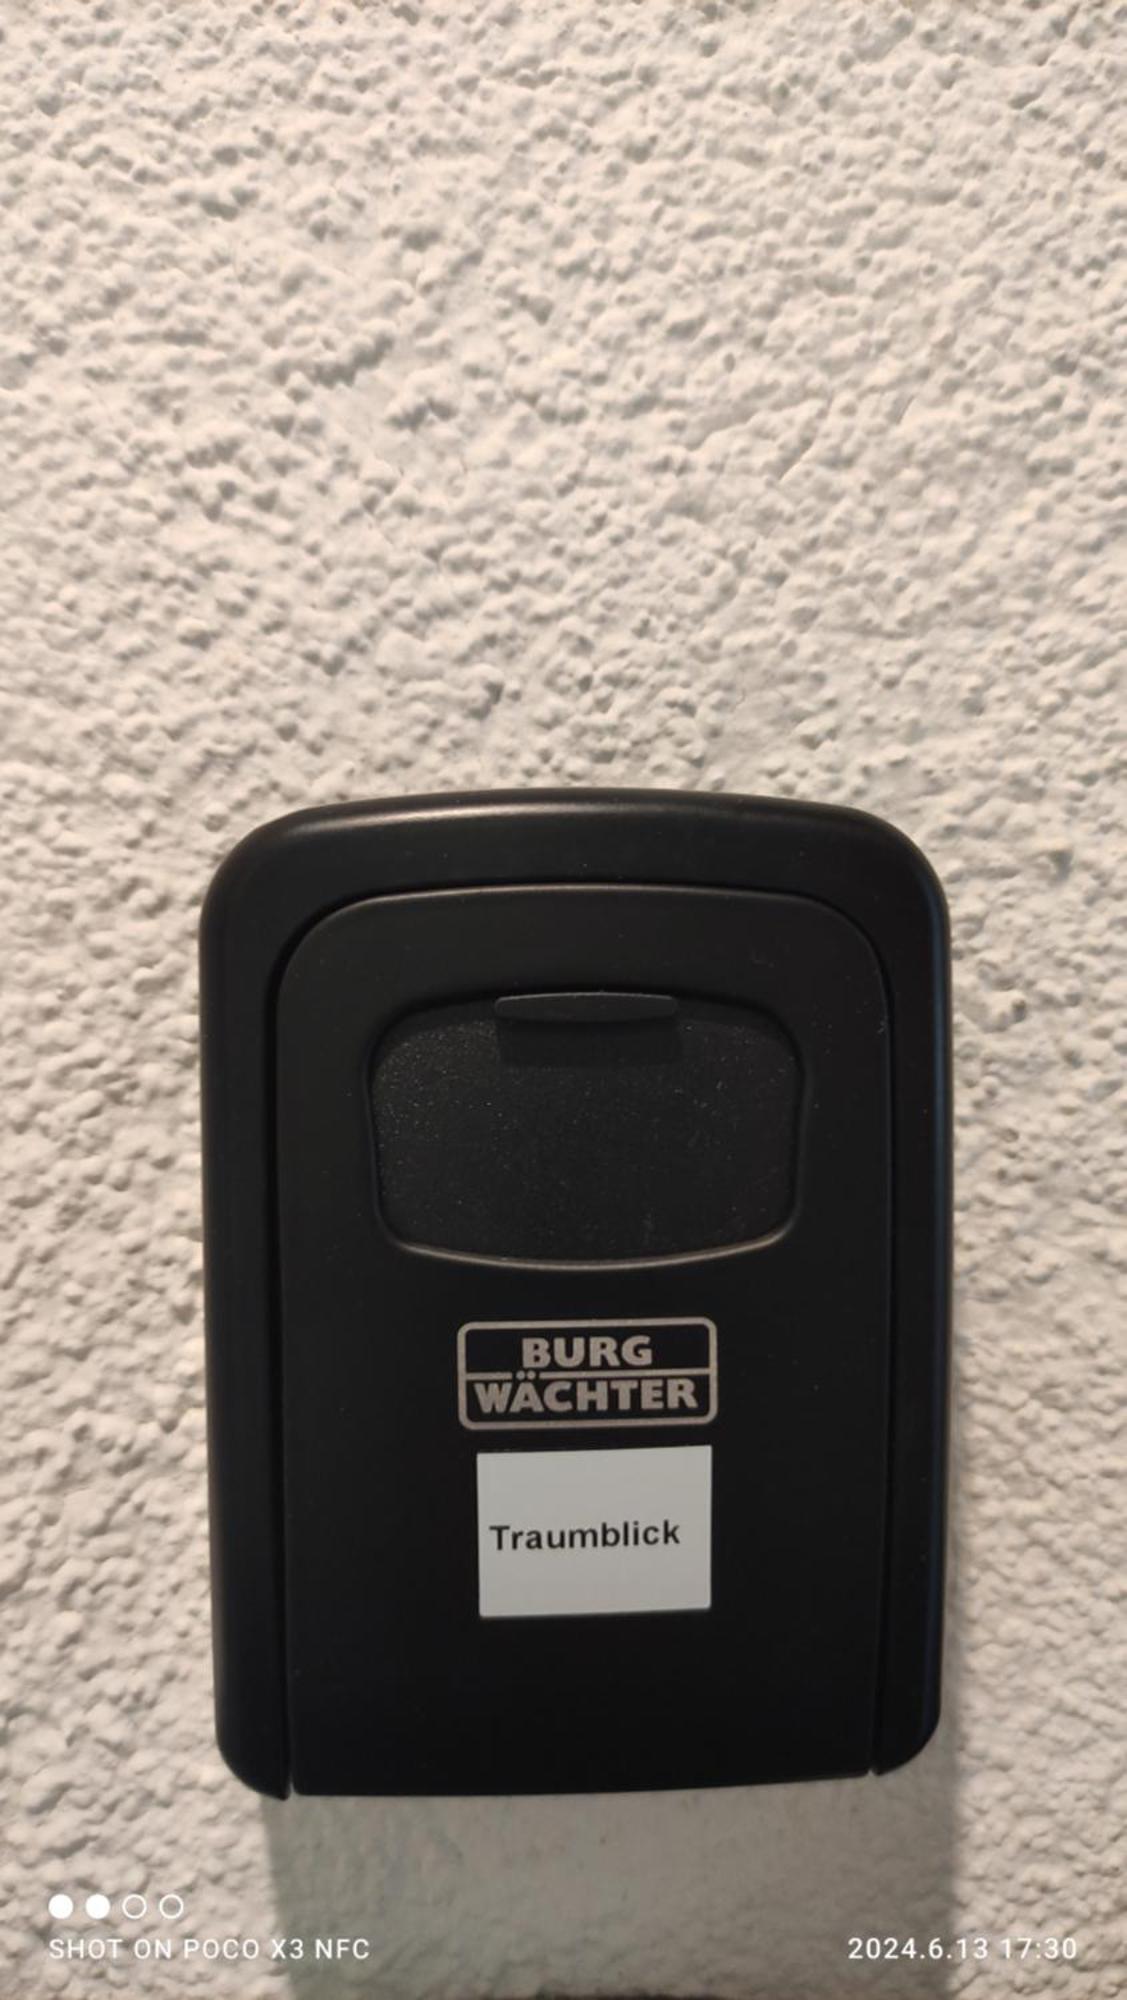 BURG
WÄCHTER
Traumblick
SHOT ON POCO X3 NFC
2024.6.13 17:30